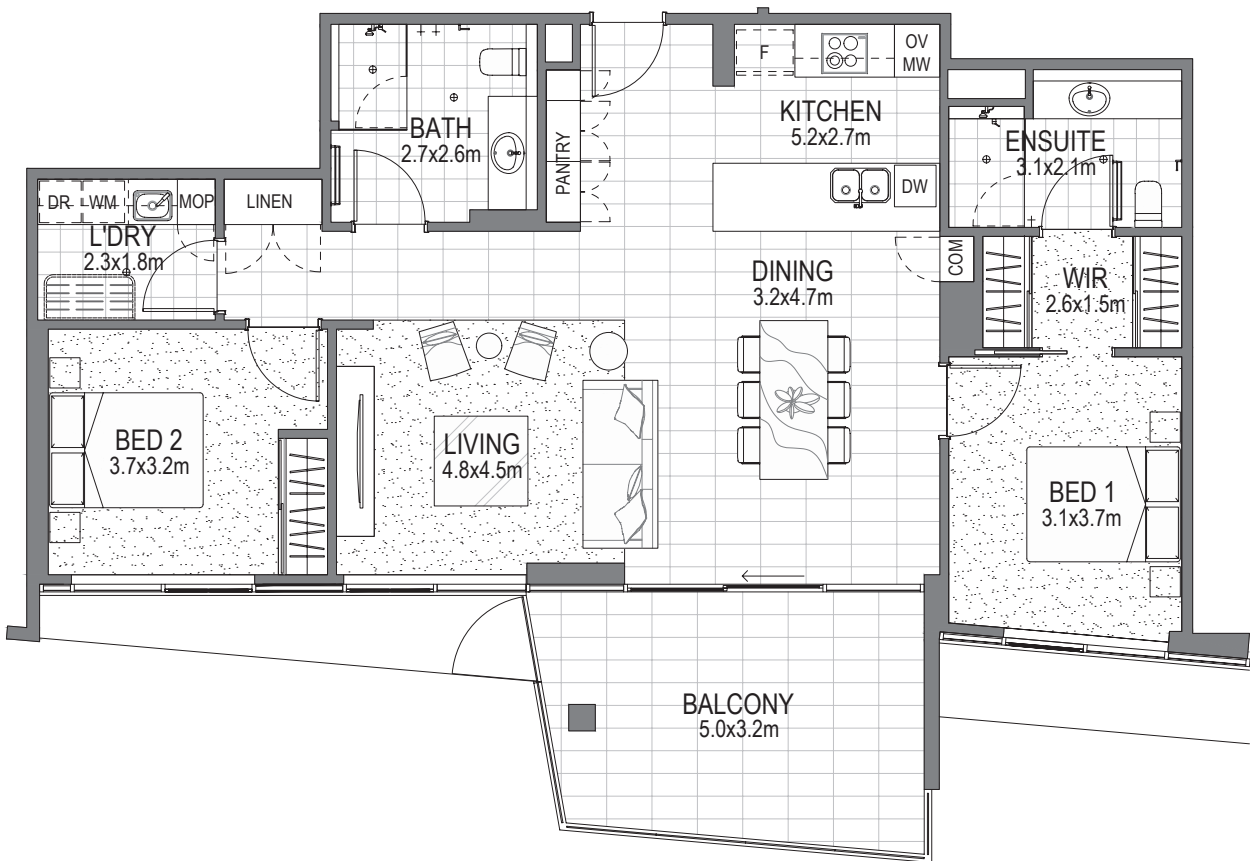 F
OV
MW
KITCHEN
5.2x2.7m
BATH
2.7x2.6m
PANTRY
ENSUITE
3.1x2.1m
DW
DR
WM
MOP
LINEN
L'DRY
2.3x1.8m
DINING
3.2x4.7m
COM
WIR
2.6x1.5m
BED 2
3.7x3.2m
LIVING
4.8x4.5m
BED 1
3.1x3.7m
BALCONY
5.0x3.2m